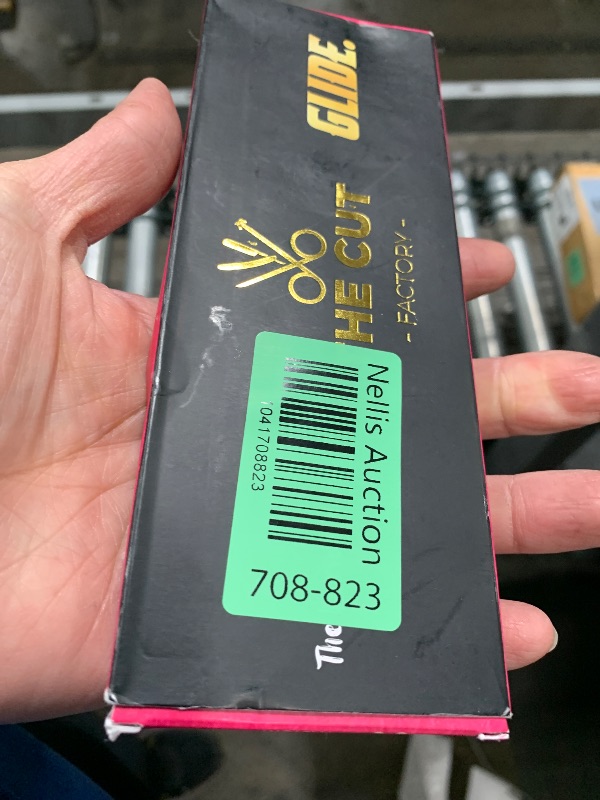 GLIDE.
HE CUT
- FACTORY -
Nellis Auction
1041708823
708-823
The